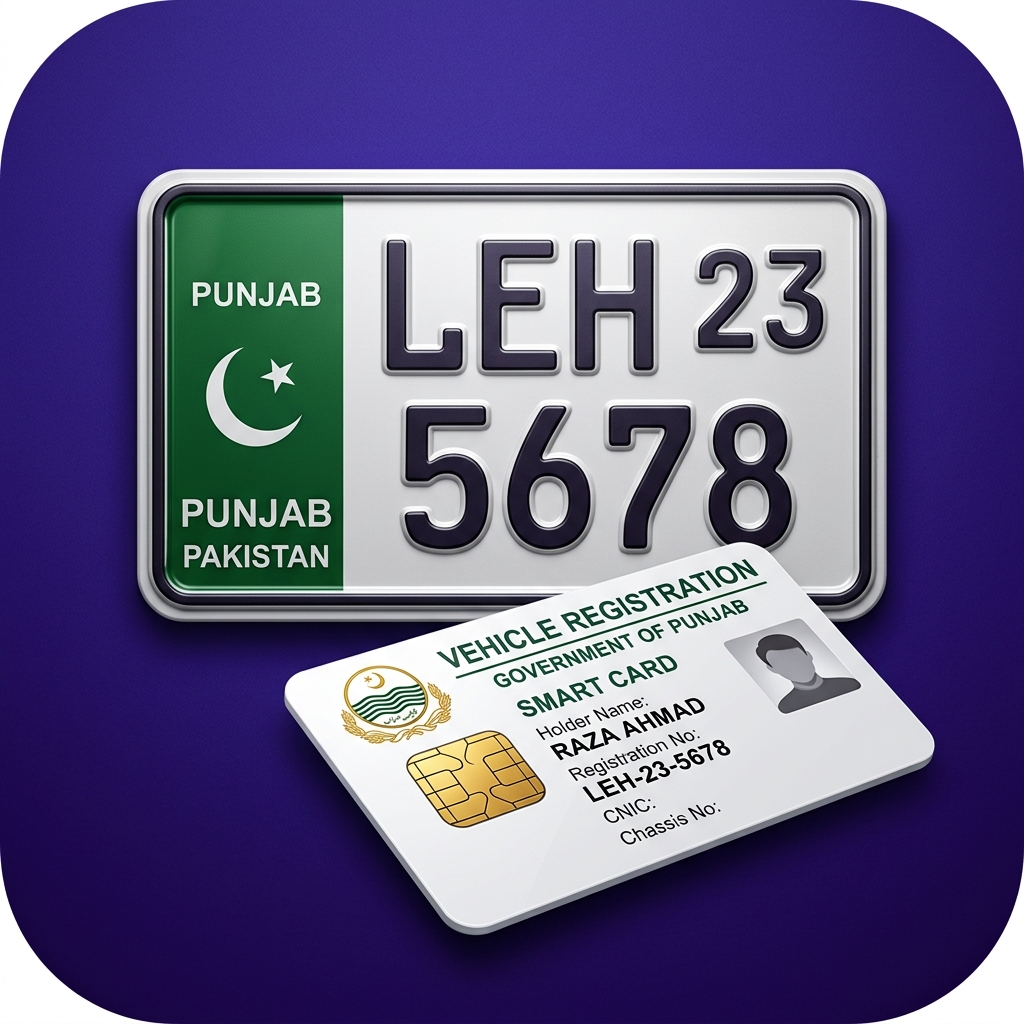 PUNJAB
PUNJAB
PAKISTAN
LEH 23
5678
VEHICLE REGISTRATION
GOVERNMENT OF PUNJAB
SMART CARD
Holder Name:
RAZA AHMAD
Registration No:
LEH-23-5678
CNIC:
Chassis No: